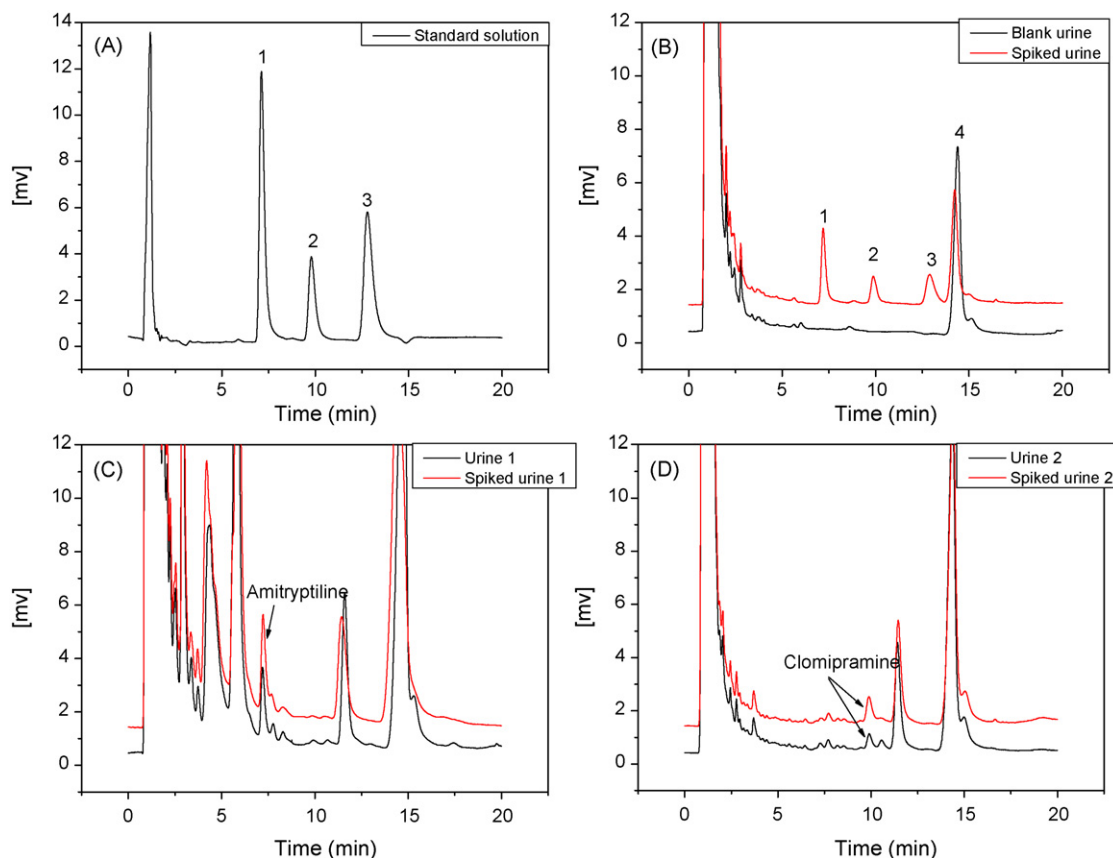 (A)
Standard solution
14
12
10
8
6
4
2
0
[mv]
1
2
3
0 5 10 15 20
Time (min)
(B)
Blank urine
Spiked urine
12
10
8
6
4
2
0
[mv]
1
2
3
4
0 5 10 15 20
Time (min)
(C)
Urine 1
Spiked urine 1
12
10
8
6
4
2
0
[mv]
Amitryptiline
0 5 10 15 20
Time (min)
(D)
Urine 2
Spiked urine 2
12
10
8
6
4
2
0
[mv]
Clomipramine
0 5 10 15 20
Time (min)